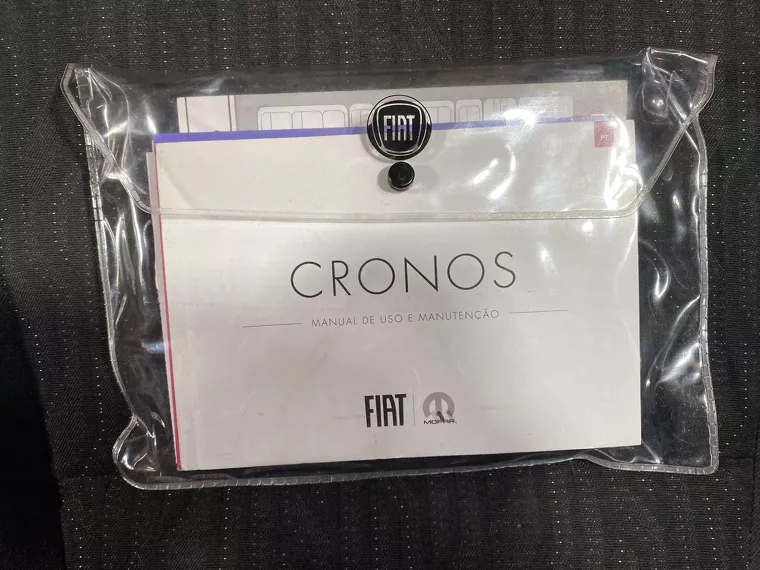 FIAT
PT
CRONOS
MANUAL DE USO E MANUTENÇÃO
FIAT
MOPAR